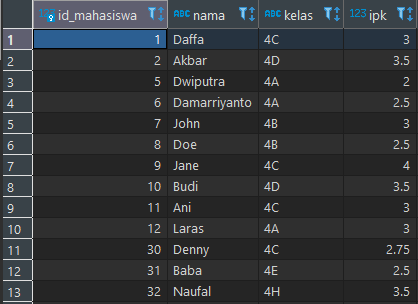 123 id_mahasiswa ABC nama ABC kelas 123 ipk
1 1 Daffa 4C 3
2 2 Akbar 4D 3.5
3 5 Dwiputra 4A 2
4 6 Damarriyanto 4A 2.5
5 7 John 4B 3
6 8 Doe 4B 2.5
7 9 Jane 4C 4
8 10 Budi 4D 3.5
9 11 Ani 4C 3
10 12 Laras 4A 3
11 30 Denny 4C 2.75
12 31 Baba 4E 2.5
13 32 Naufal 4H 3.5